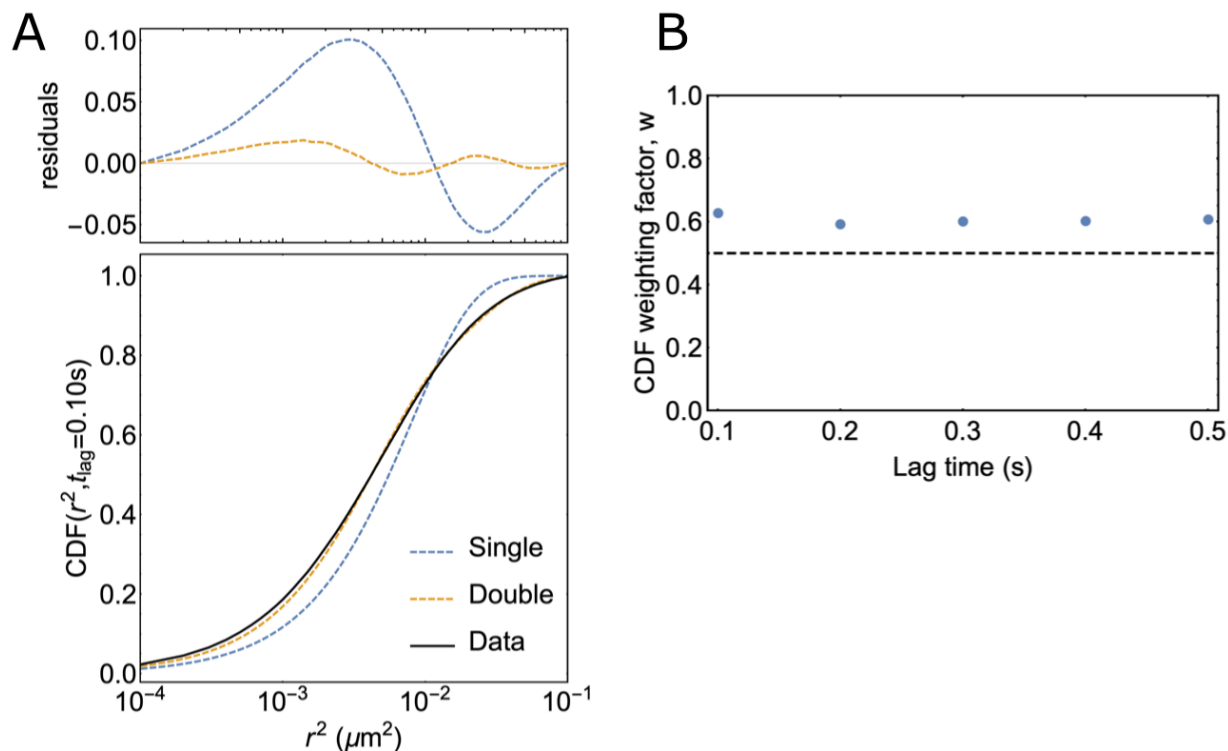 A
0.10
0.05
0.00
−0.05
residuals
1.0
0.8
0.6
0.4
0.2
0.0
CDF(r²,t_lag=0.10s)
Single
Double
Data
10⁻⁴ 10⁻³ 10⁻² 10⁻¹
r² (μm²)
B
1.0
0.8
0.6
0.4
0.2
0.0
CDF weighting factor, w
0.1 0.2 0.3 0.4 0.5
Lag time (s)